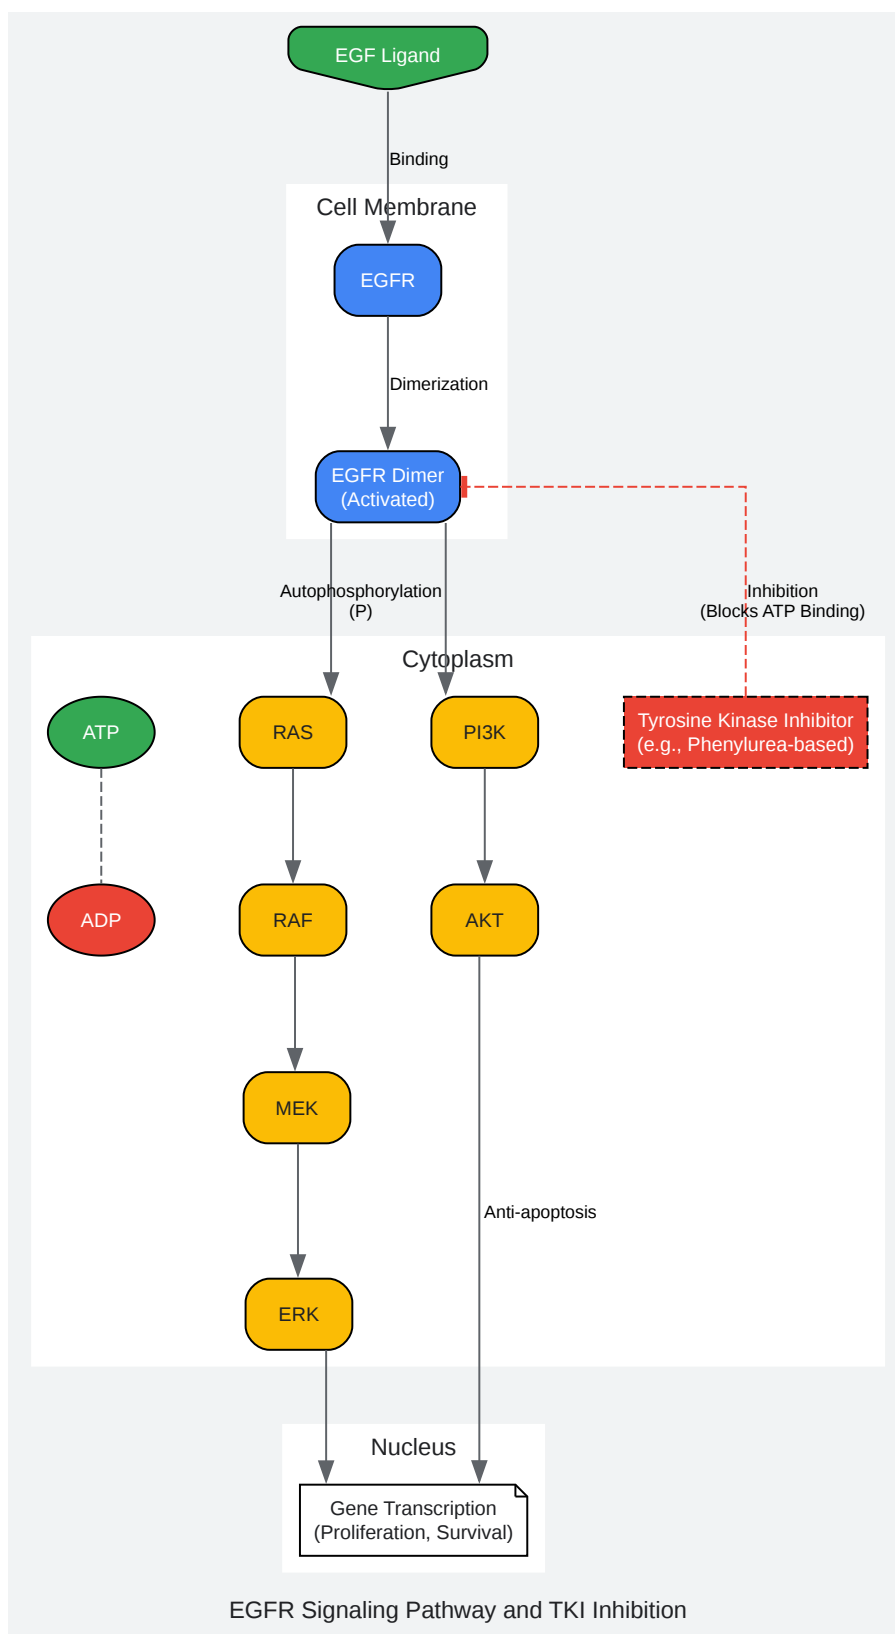 EGF Ligand
Binding
Cell Membrane
EGFR
Dimerization
EGFR Dimer
(Activated)
Autophosphorylation
(P)
Inhibition
(Blocks ATP Binding)
Cytoplasm
ATP
RAS
PI3K
Tyrosine Kinase Inhibitor
(e.g., Phenylurea-based)
ADP
RAF
AKT
MEK
Anti-apoptosis
ERK
Nucleus
Gene Transcription
(Proliferation, Survival)
EGFR Signaling Pathway and TKI Inhibition